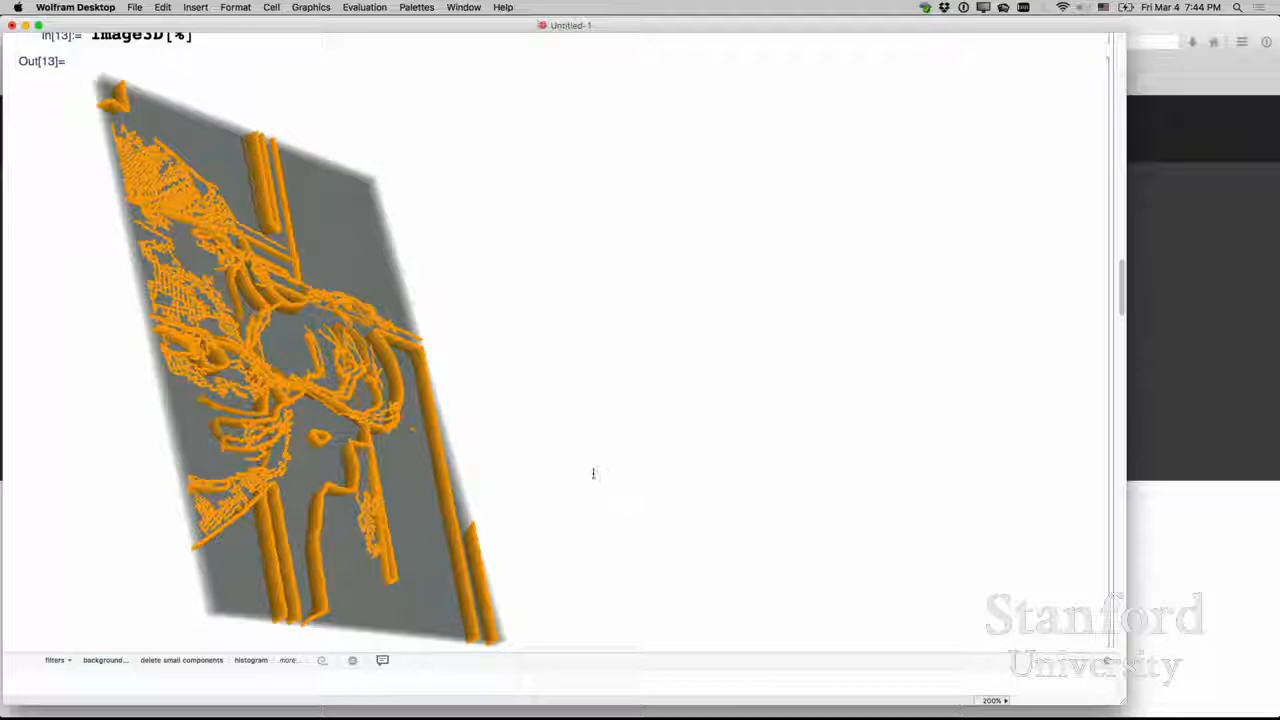 Wolfram Desktop File Edit Insert Format Cell Graphics Evaluation Palettes Window Help Fri Mar 4 7:44 PM
Untitled-1
In[13]:= Image3D[%]
Out[13]=
filters background... delete small components histogram more...
200%
Stanford
University